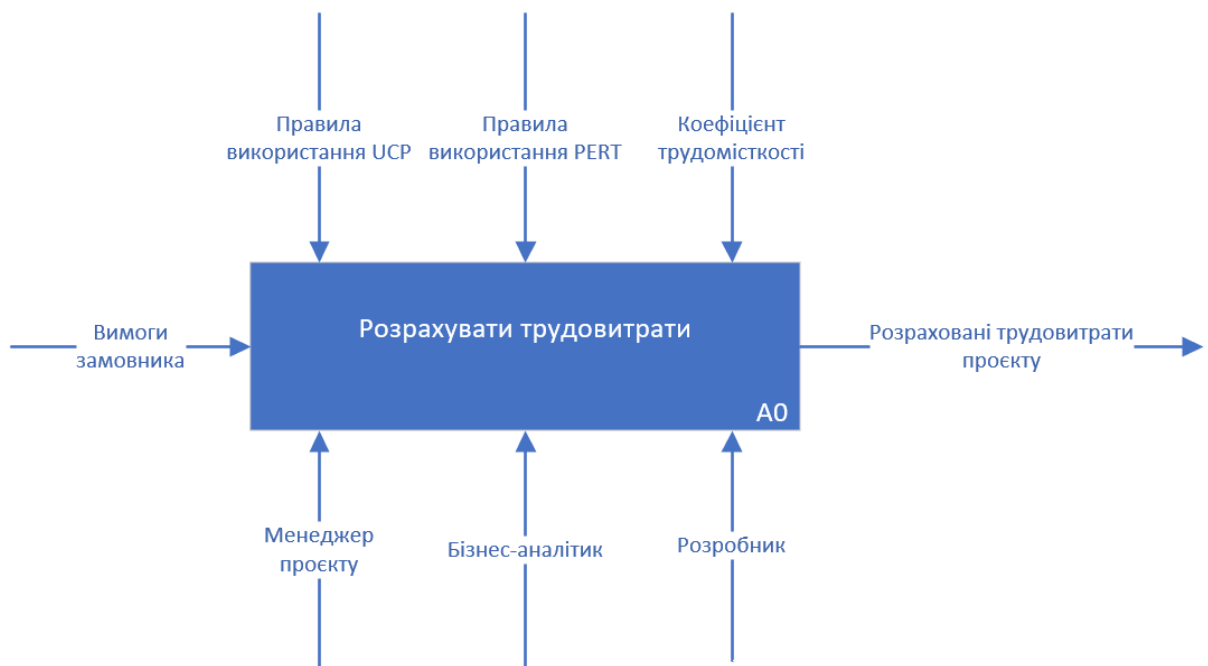 Правила
використання UCP
Правила
використання PERT
Коефіцієнт
трудомісткості
Вимоги
замовника
Розрахувати трудовитрати
A0
Розраховані трудовитрати
проєкту
Менеджер
проєкту
Бізнес-аналітик
Розробник